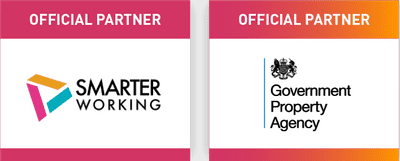 OFFICIAL PARTNER
SMARTER
WORKING
OFFICIAL PARTNER
Government
Property
Agency